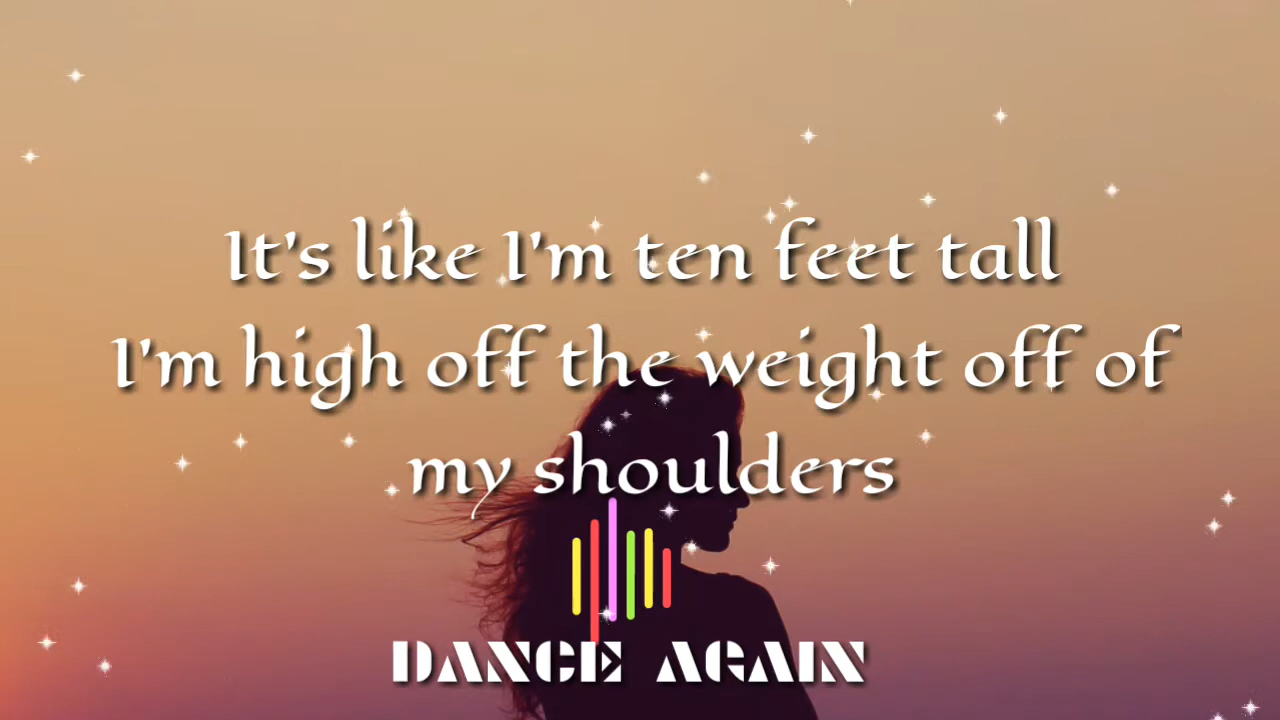 It's like I'm ten feet tall
I'm high off the weight off of
my shoulders
DANCE AGAIN